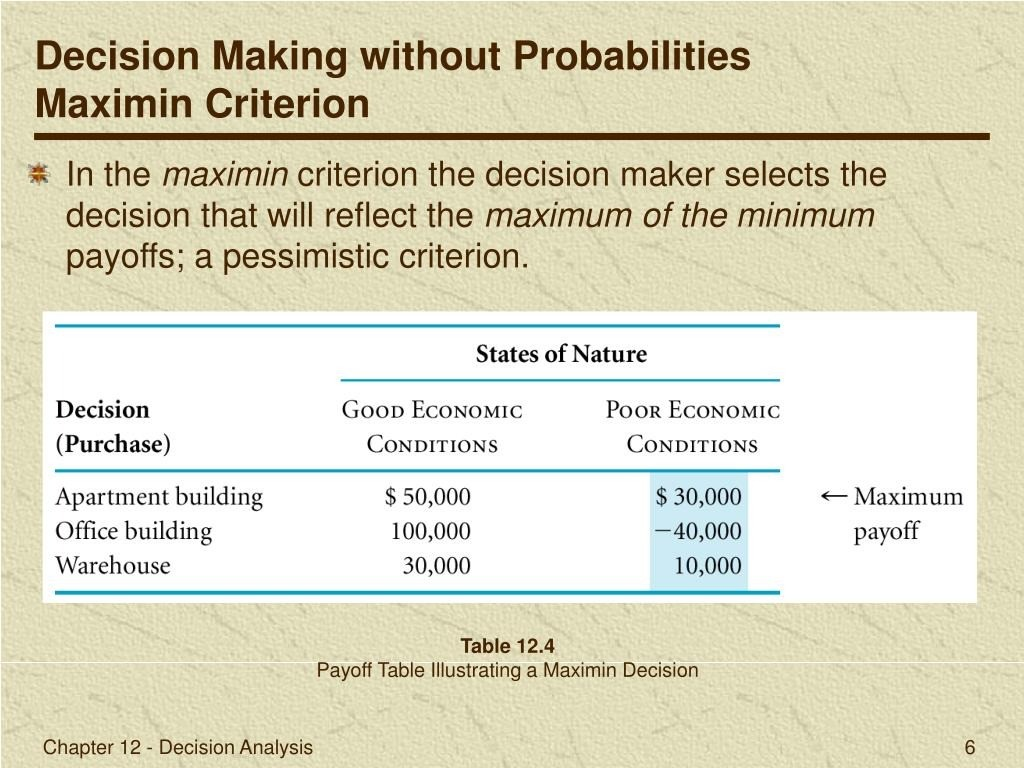 Decision Making without Probabilities
Maximin Criterion
In the maximin criterion the decision maker selects the
decision that will reflect the maximum of the minimum
payoffs; a pessimistic criterion.
States of Nature
Decision Good Economic Poor Economic
(Purchase) Conditions Conditions
Apartment building $ 50,000 $ 30,000 ← Maximum
Office building 100,000 −40,000 payoff
Warehouse 30,000 10,000
Table 12.4
Payoff Table Illustrating a Maximin Decision
Chapter 12 - Decision Analysis 6